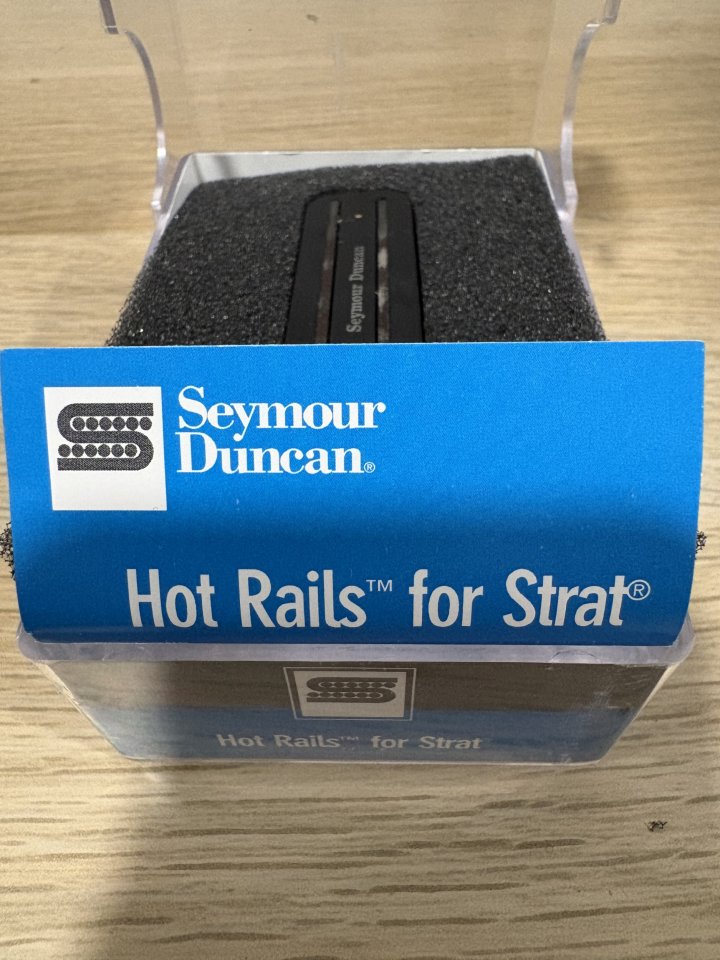 Seymour Duncan
Seymour
Duncan®
Hot Rails™ for Strat®
Hot Rails™ for Strat